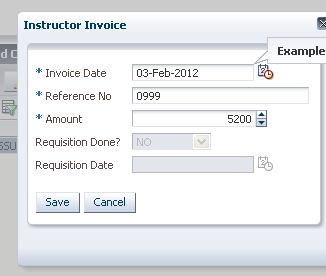 Instructor Invoice
Example
* Invoice Date 03-Feb-2012
* Reference No 0999
* Amount 5200
Requisition Done? NO
Requisition Date
Save Cancel